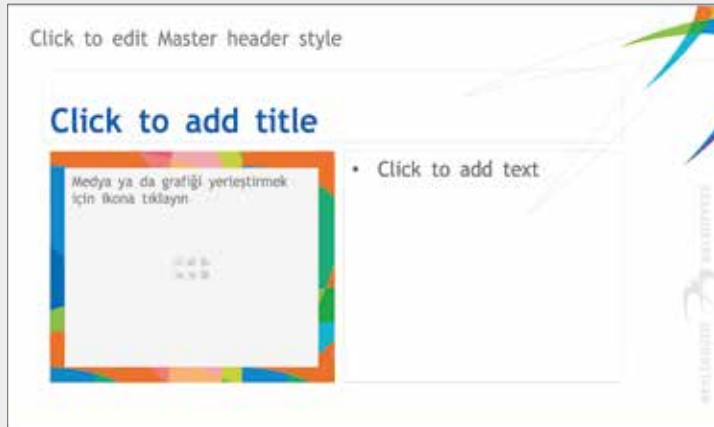 Click to edit Master header style
Click to add title
Medya ya da grafiği yerleştirmek
için ikona tıklayın
• Click to add text